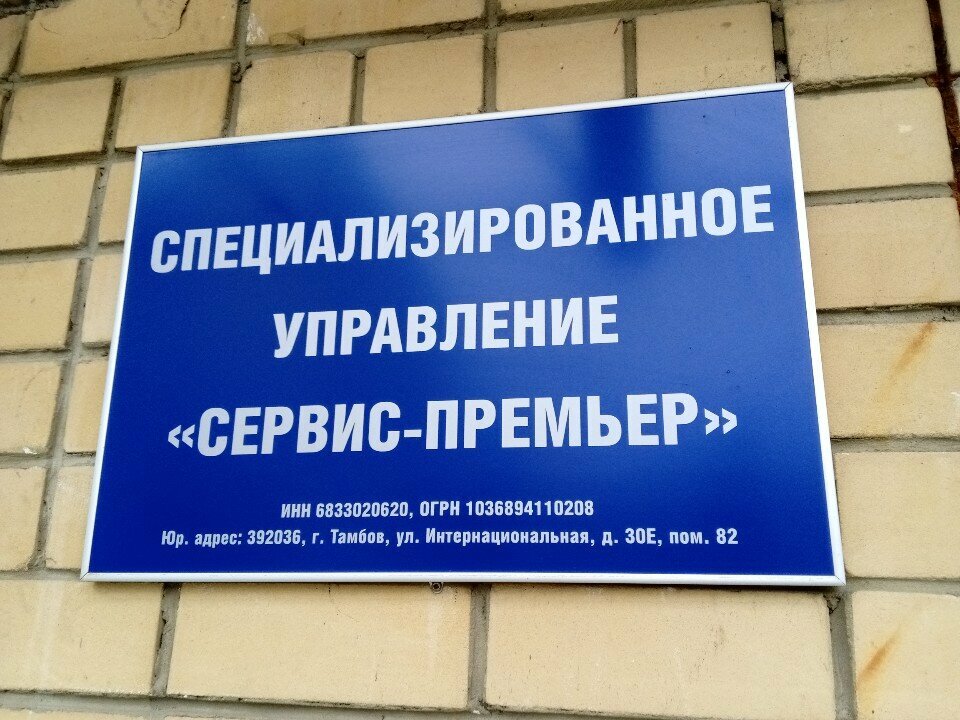 СПЕЦИАЛИЗИРОВАННОЕ
УПРАВЛЕНИЕ
«СЕРВИС-ПРЕМЬЕР»
ИНН 6833020620, ОГРН 1036894110208
Юр. адрес: 392036, г. Тамбов, ул. Интернациональная, д. 30Е, пом. 82